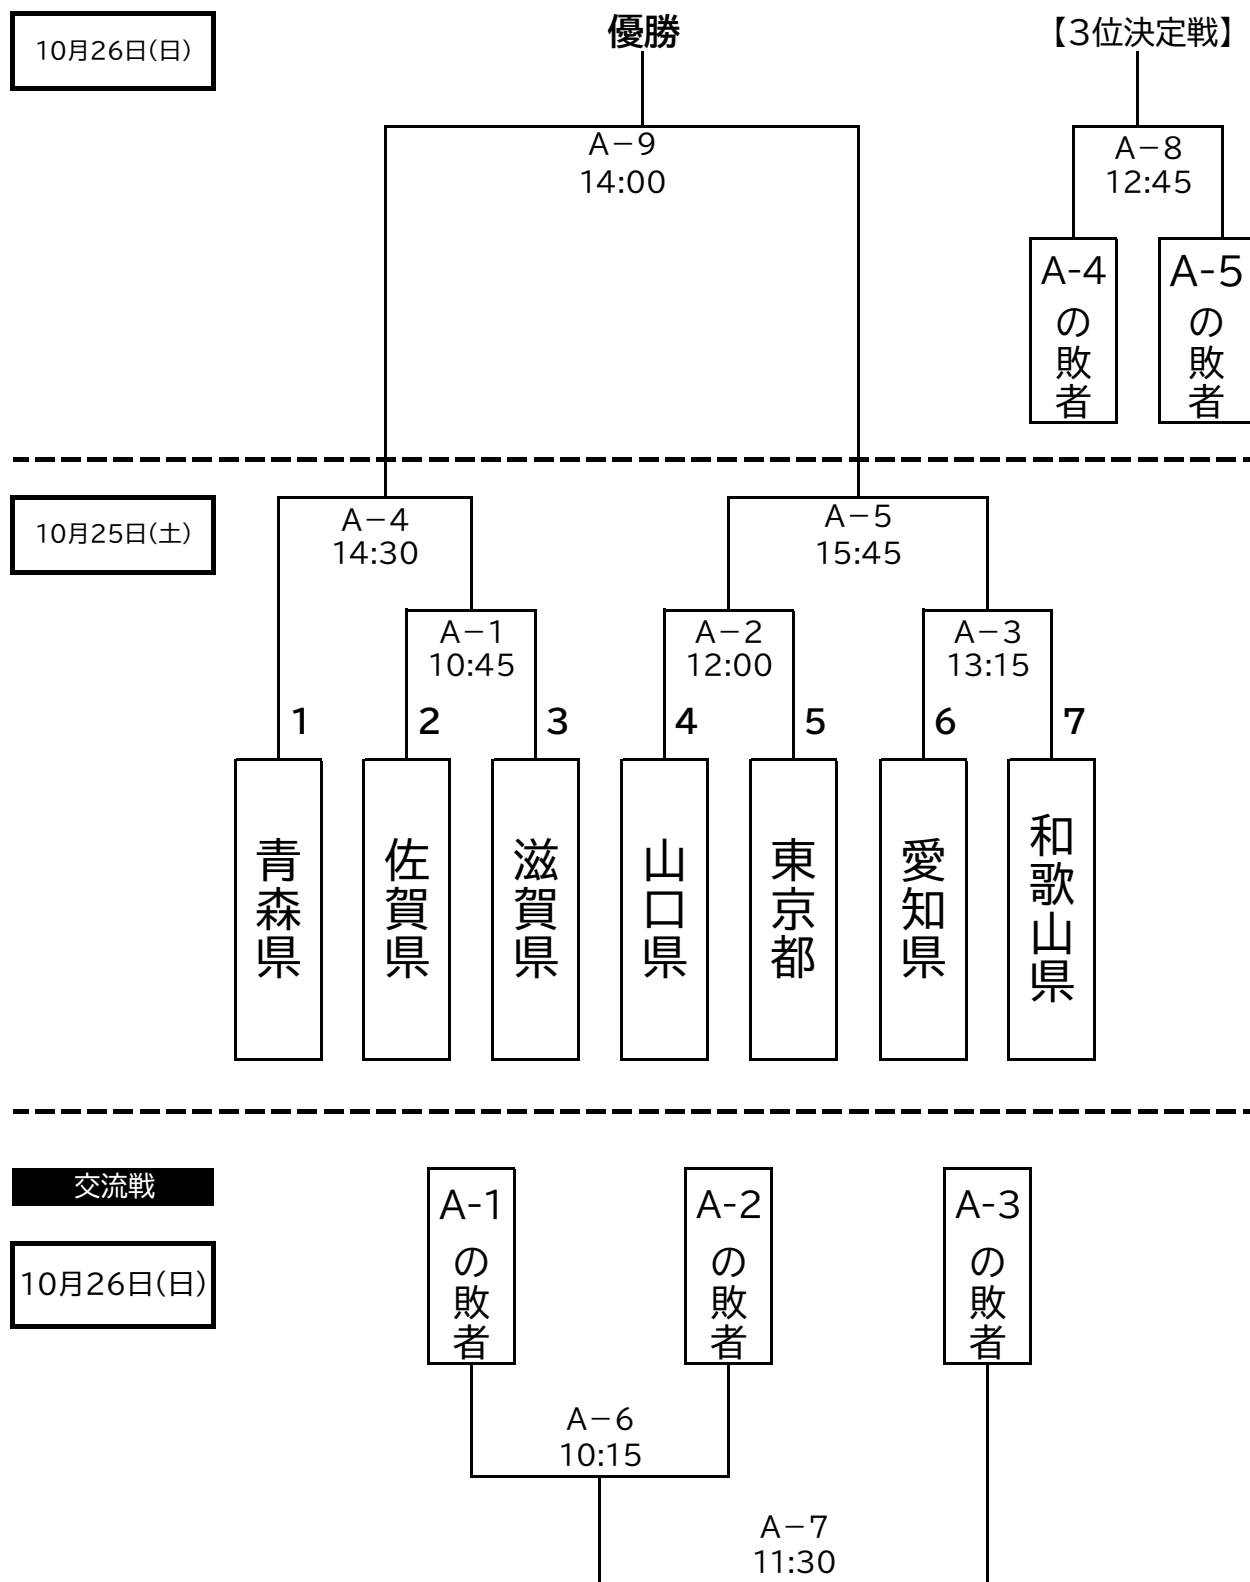 10月26日(日)
優勝
【3位決定戦】
A－9
14:00
A－8
12:45
A-4の敗者
A-5の敗者
10月25日(土)
A－4
14:30
A－5
15:45
A－1
10:45
A－2
12:00
A－3
13:15
1
2
3
4
5
6
7
青森県
佐賀県
滋賀県
山口県
東京都
愛知県
和歌山県
交流戦
10月26日(日)
A-1の敗者
A-2の敗者
A-3の敗者
A－6
10:15
A－7
11:30